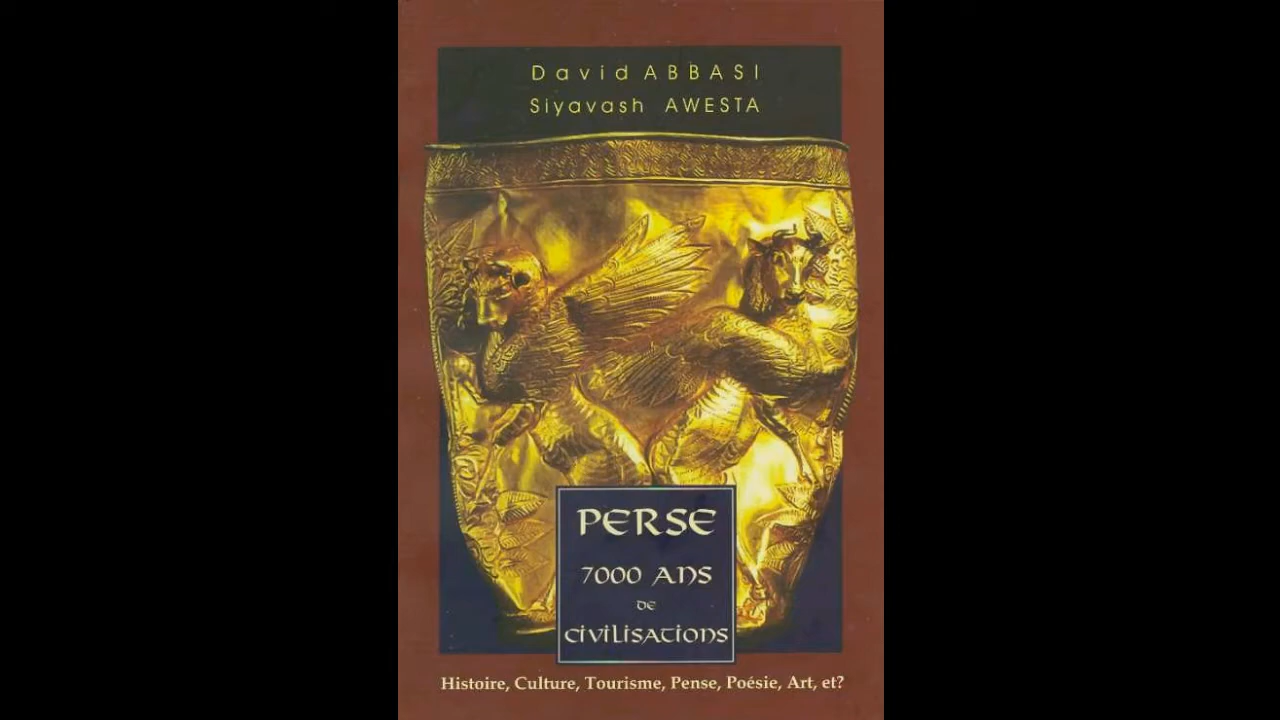 David ABBASI
Siyavash AWESTA
PERSE
7000 ANS
DE
CIVILISATIONS
Histoire, Culture, Tourisme, Pense, Poésie, Art, et?